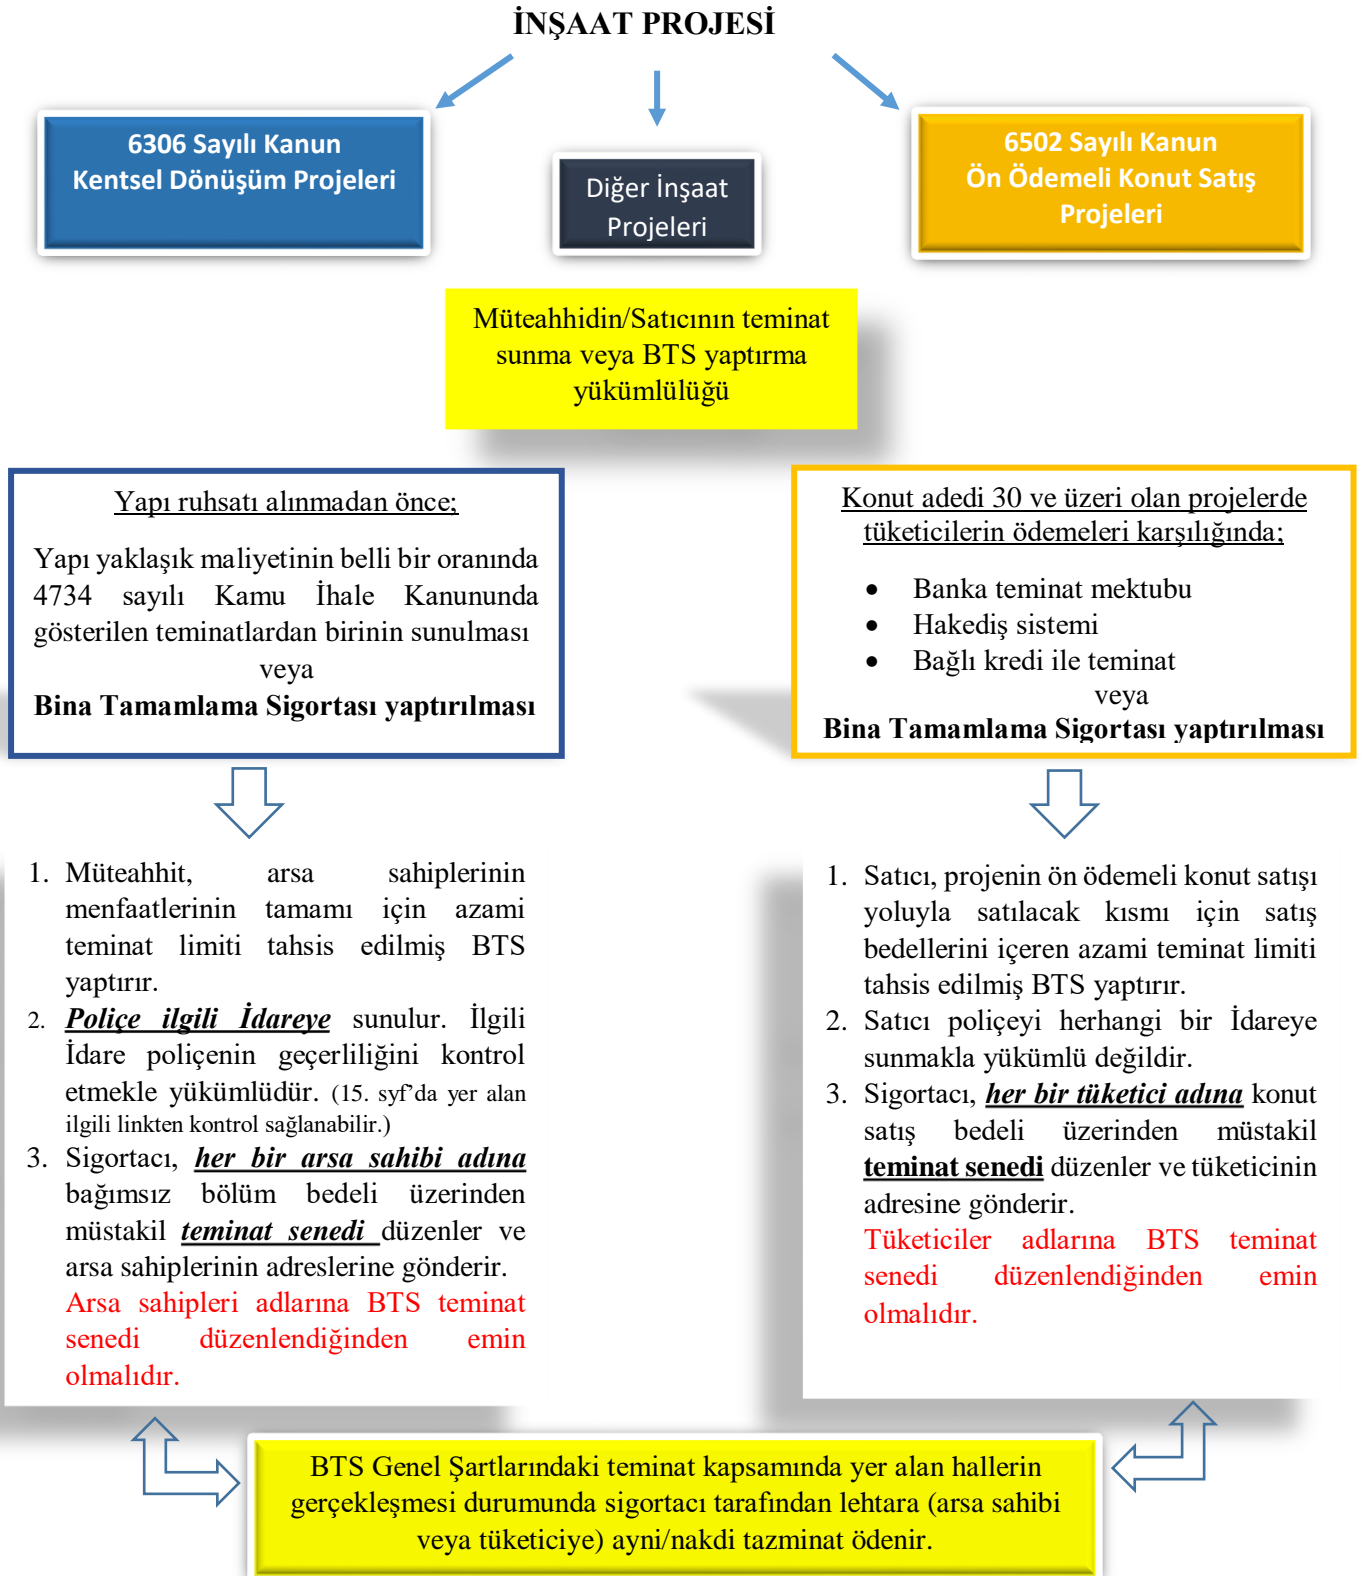 İNŞAAT PROJESİ
6306 Sayılı Kanun
Kentsel Dönüşüm Projeleri
Diğer İnşaat
Projeleri
6502 Sayılı Kanun
Ön Ödemeli Konut Satış
Projeleri
Müteahhidin/Satıcının teminat
sunma veya BTS yaptırma
yükümlülüğü
Yapı ruhsatı alınmadan önce;
Yapı yaklaşık maliyetinin belli bir oranında
4734 sayılı Kamu İhale Kanununda
gösterilen teminatlardan birinin sunulması
veya
Bina Tamamlama Sigortası yaptırılması
Konut adedi 30 ve üzeri olan projelerde
tüketicilerin ödemeleri karşılığında;
• Banka teminat mektubu
• Hakediş sistemi
• Bağlı kredi ile teminat
veya
Bina Tamamlama Sigortası yaptırılması
1. Müteahhit, arsa sahiplerinin
menfaatlerinin tamamı için azami
teminat limiti tahsis edilmiş BTS
yaptırır.
2. Poliçe ilgili İdareye sunulur. İlgili
İdare poliçenin geçerliliğini kontrol
etmekle yükümlüdür. (15. syf’da yer alan
ilgili linkten kontrol sağlanabilir.)
3. Sigortacı, her bir arsa sahibi adına
bağımsız bölüm bedeli üzerinden
müstakil teminat senedi düzenler ve
arsa sahiplerinin adreslerine gönderir.
Arsa sahipleri adlarına BTS teminat
senedi düzenlendiğinden emin
olmalıdır.
1. Satıcı, projenin ön ödemeli konut satışı
yoluyla satılacak kısmı için satış
bedellerini içeren azami teminat limiti
tahsis edilmiş BTS yaptırır.
2. Satıcı poliçeyi herhangi bir İdareye
sunmakla yükümlü değildir.
3. Sigortacı, her bir tüketici adına konut
satış bedeli üzerinden müstakil
teminat senedi düzenler ve tüketicinin
adresine gönderir.
Tüketiciler adlarına BTS teminat
senedi düzenlendiğinden emin
olmalıdır.
BTS Genel Şartlarındaki teminat kapsamında yer alan hallerin
gerçekleşmesi durumunda sigortacı tarafından lehtara (arsa sahibi
veya tüketiciye) ayni/nakdi tazminat ödenir.